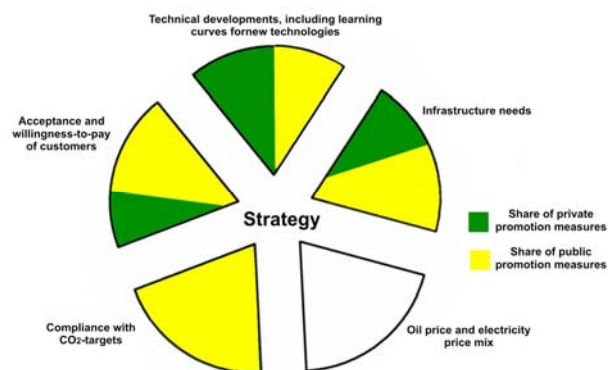 Technical developments, including learning
curves fornew technologies
Acceptance and
willingness-to-pay
of customers
Infrastructure needs
Strategy
Share of private
promotion measures
Share of public
promotion measures
Compliance with
CO2-targets
Oil price and electricity
price mix